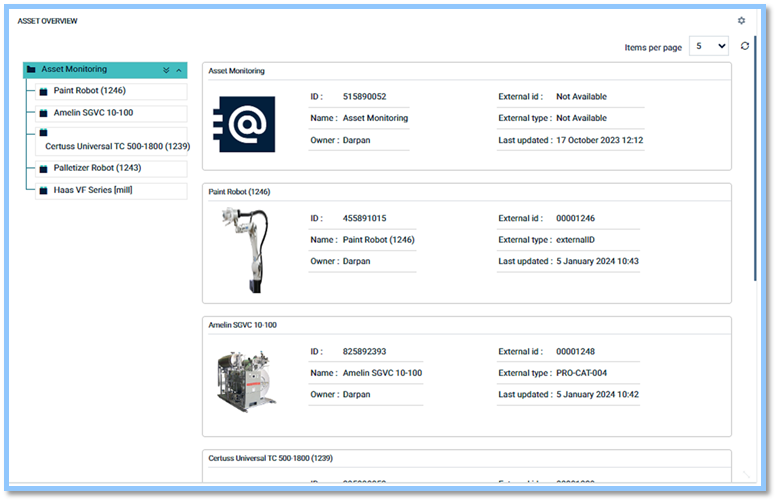 ASSET OVERVIEW
Items per page 5
Asset Monitoring
Paint Robot (1246)
Amelin SGVC 10-100
Certuss Universal TC 500-1800 (1239)
Palletizer Robot (1243)
Haas VF Series [mill]
Asset Monitoring
ID : 515890052 External id : Not Available
Name : Asset Monitoring External type : Not Available
Owner : Darpan Last updated : 17 October 2023 12:12
Paint Robot (1246)
ID : 455891015 External id : 00001246
Name : Paint Robot (1246) External type : externalID
Owner : Darpan Last updated : 5 January 2024 10:43
Amelin SGVC 10-100
ID : 825892393 External id : 00001248
Name : Amelin SGVC 10-100 External type : PRO-CAT-004
Owner : Darpan Last updated : 5 January 2024 10:42
Certuss Universal TC 500-1800 (1239)
ID : External id :